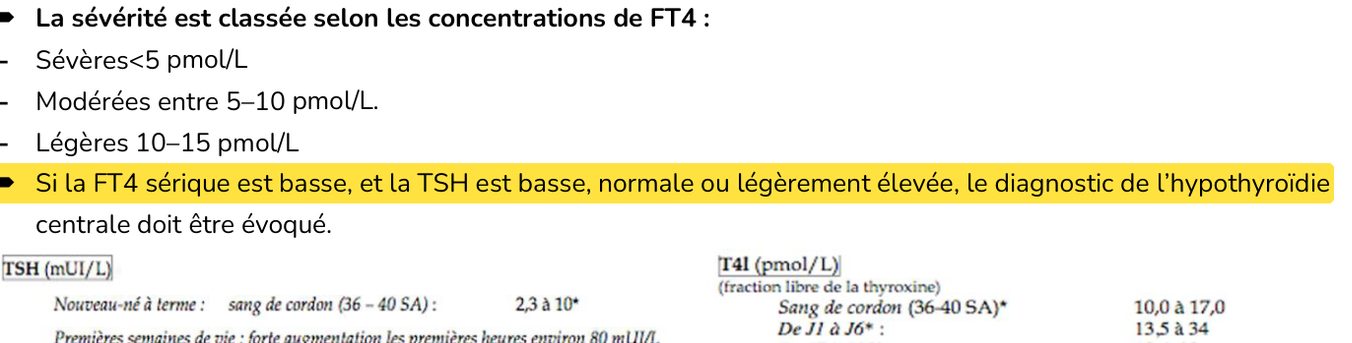 La sévérité est classée selon les concentrations de FT4 :
- Sévères<5 pmol/L
- Modérées entre 5–10 pmol/L.
- Légères 10–15 pmol/L
Si la FT4 sérique est basse, et la TSH est basse, normale ou légèrement élevée, le diagnostic de l’hypothyroïdie
centrale doit être évoqué.
TSH (mUI/L)
Nouveau-né à terme : sang de cordon (36 – 40 SA) : 2,3 à 10*
Premières semaines de vie : forte augmentation les premières heures environ 80 mUI/L
T4l (pmol/L)
(fraction libre de la thyroxine)
Sang de cordon (36-40 SA)* 10,0 à 17,0
De J1 à J6* : 13,5 à 34